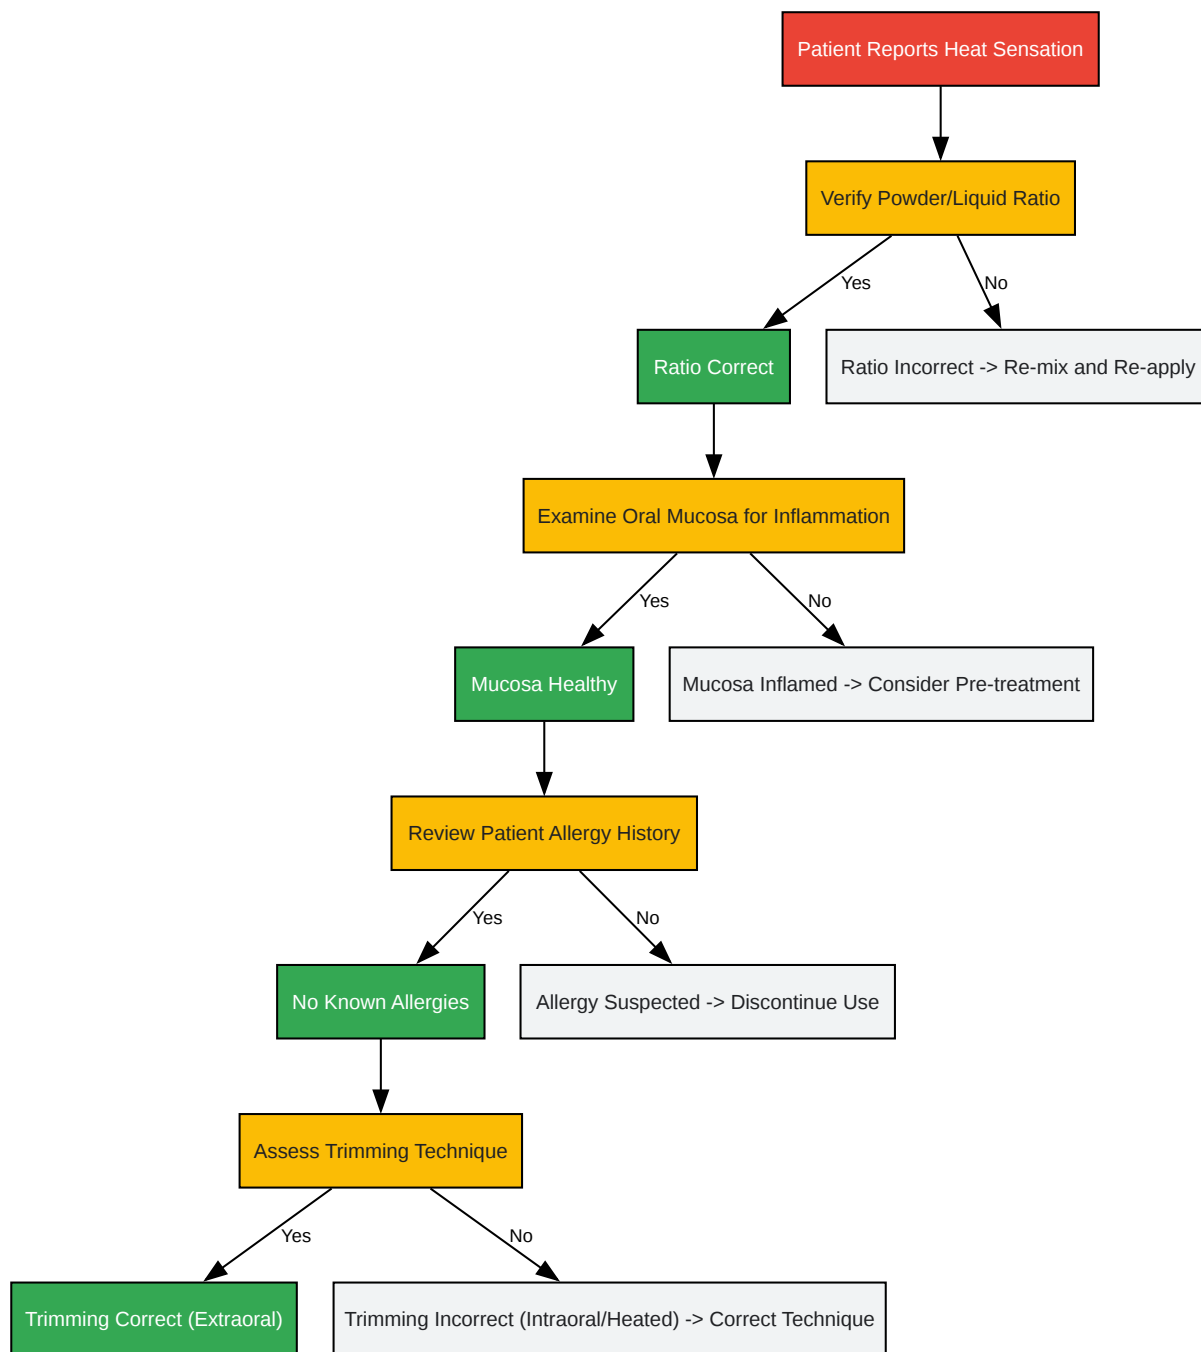 Patient Reports Heat Sensation
Verify Powder/Liquid Ratio
Yes
No
Ratio Correct
Ratio Incorrect -> Re-mix and Re-apply
Examine Oral Mucosa for Inflammation
Yes
No
Mucosa Healthy
Mucosa Inflamed -> Consider Pre-treatment
Review Patient Allergy History
Yes
No
No Known Allergies
Allergy Suspected -> Discontinue Use
Assess Trimming Technique
Yes
No
Trimming Correct (Extraoral)
Trimming Incorrect (Intraoral/Heated) -> Correct Technique